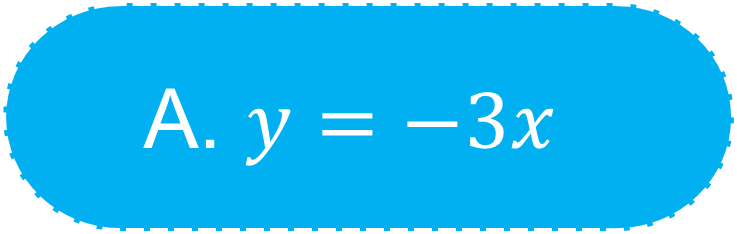 A. y = −3x